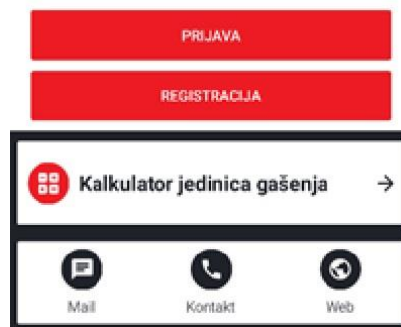 PRIJAVA
REGISTRACIJA
Kalkulator jedinica gašenja
Mail
Kontakt
Web